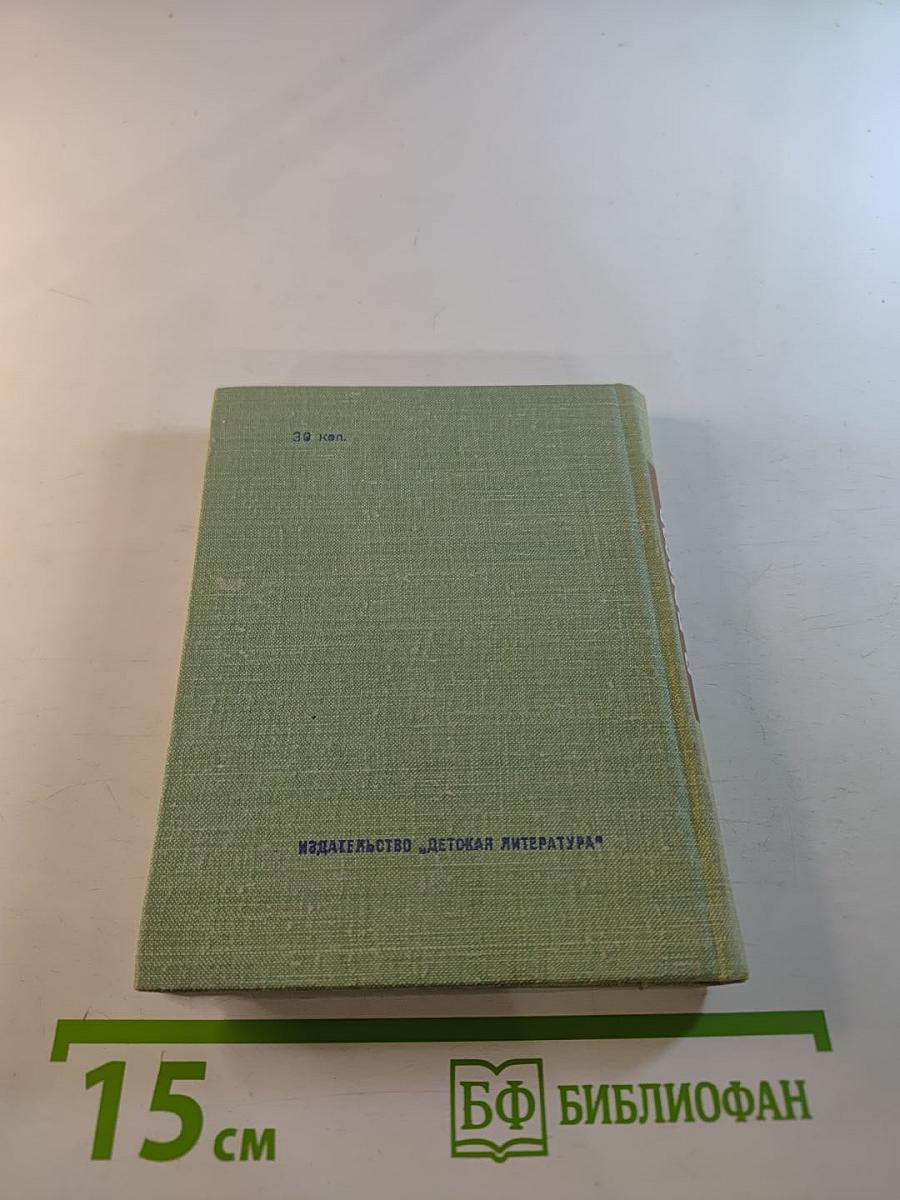 30 коп.
ИЗДАТЕЛЬСТВО „ДЕТСКАЯ ЛИТЕРАТУРА"
15 см
БФ БИБЛИОФАН